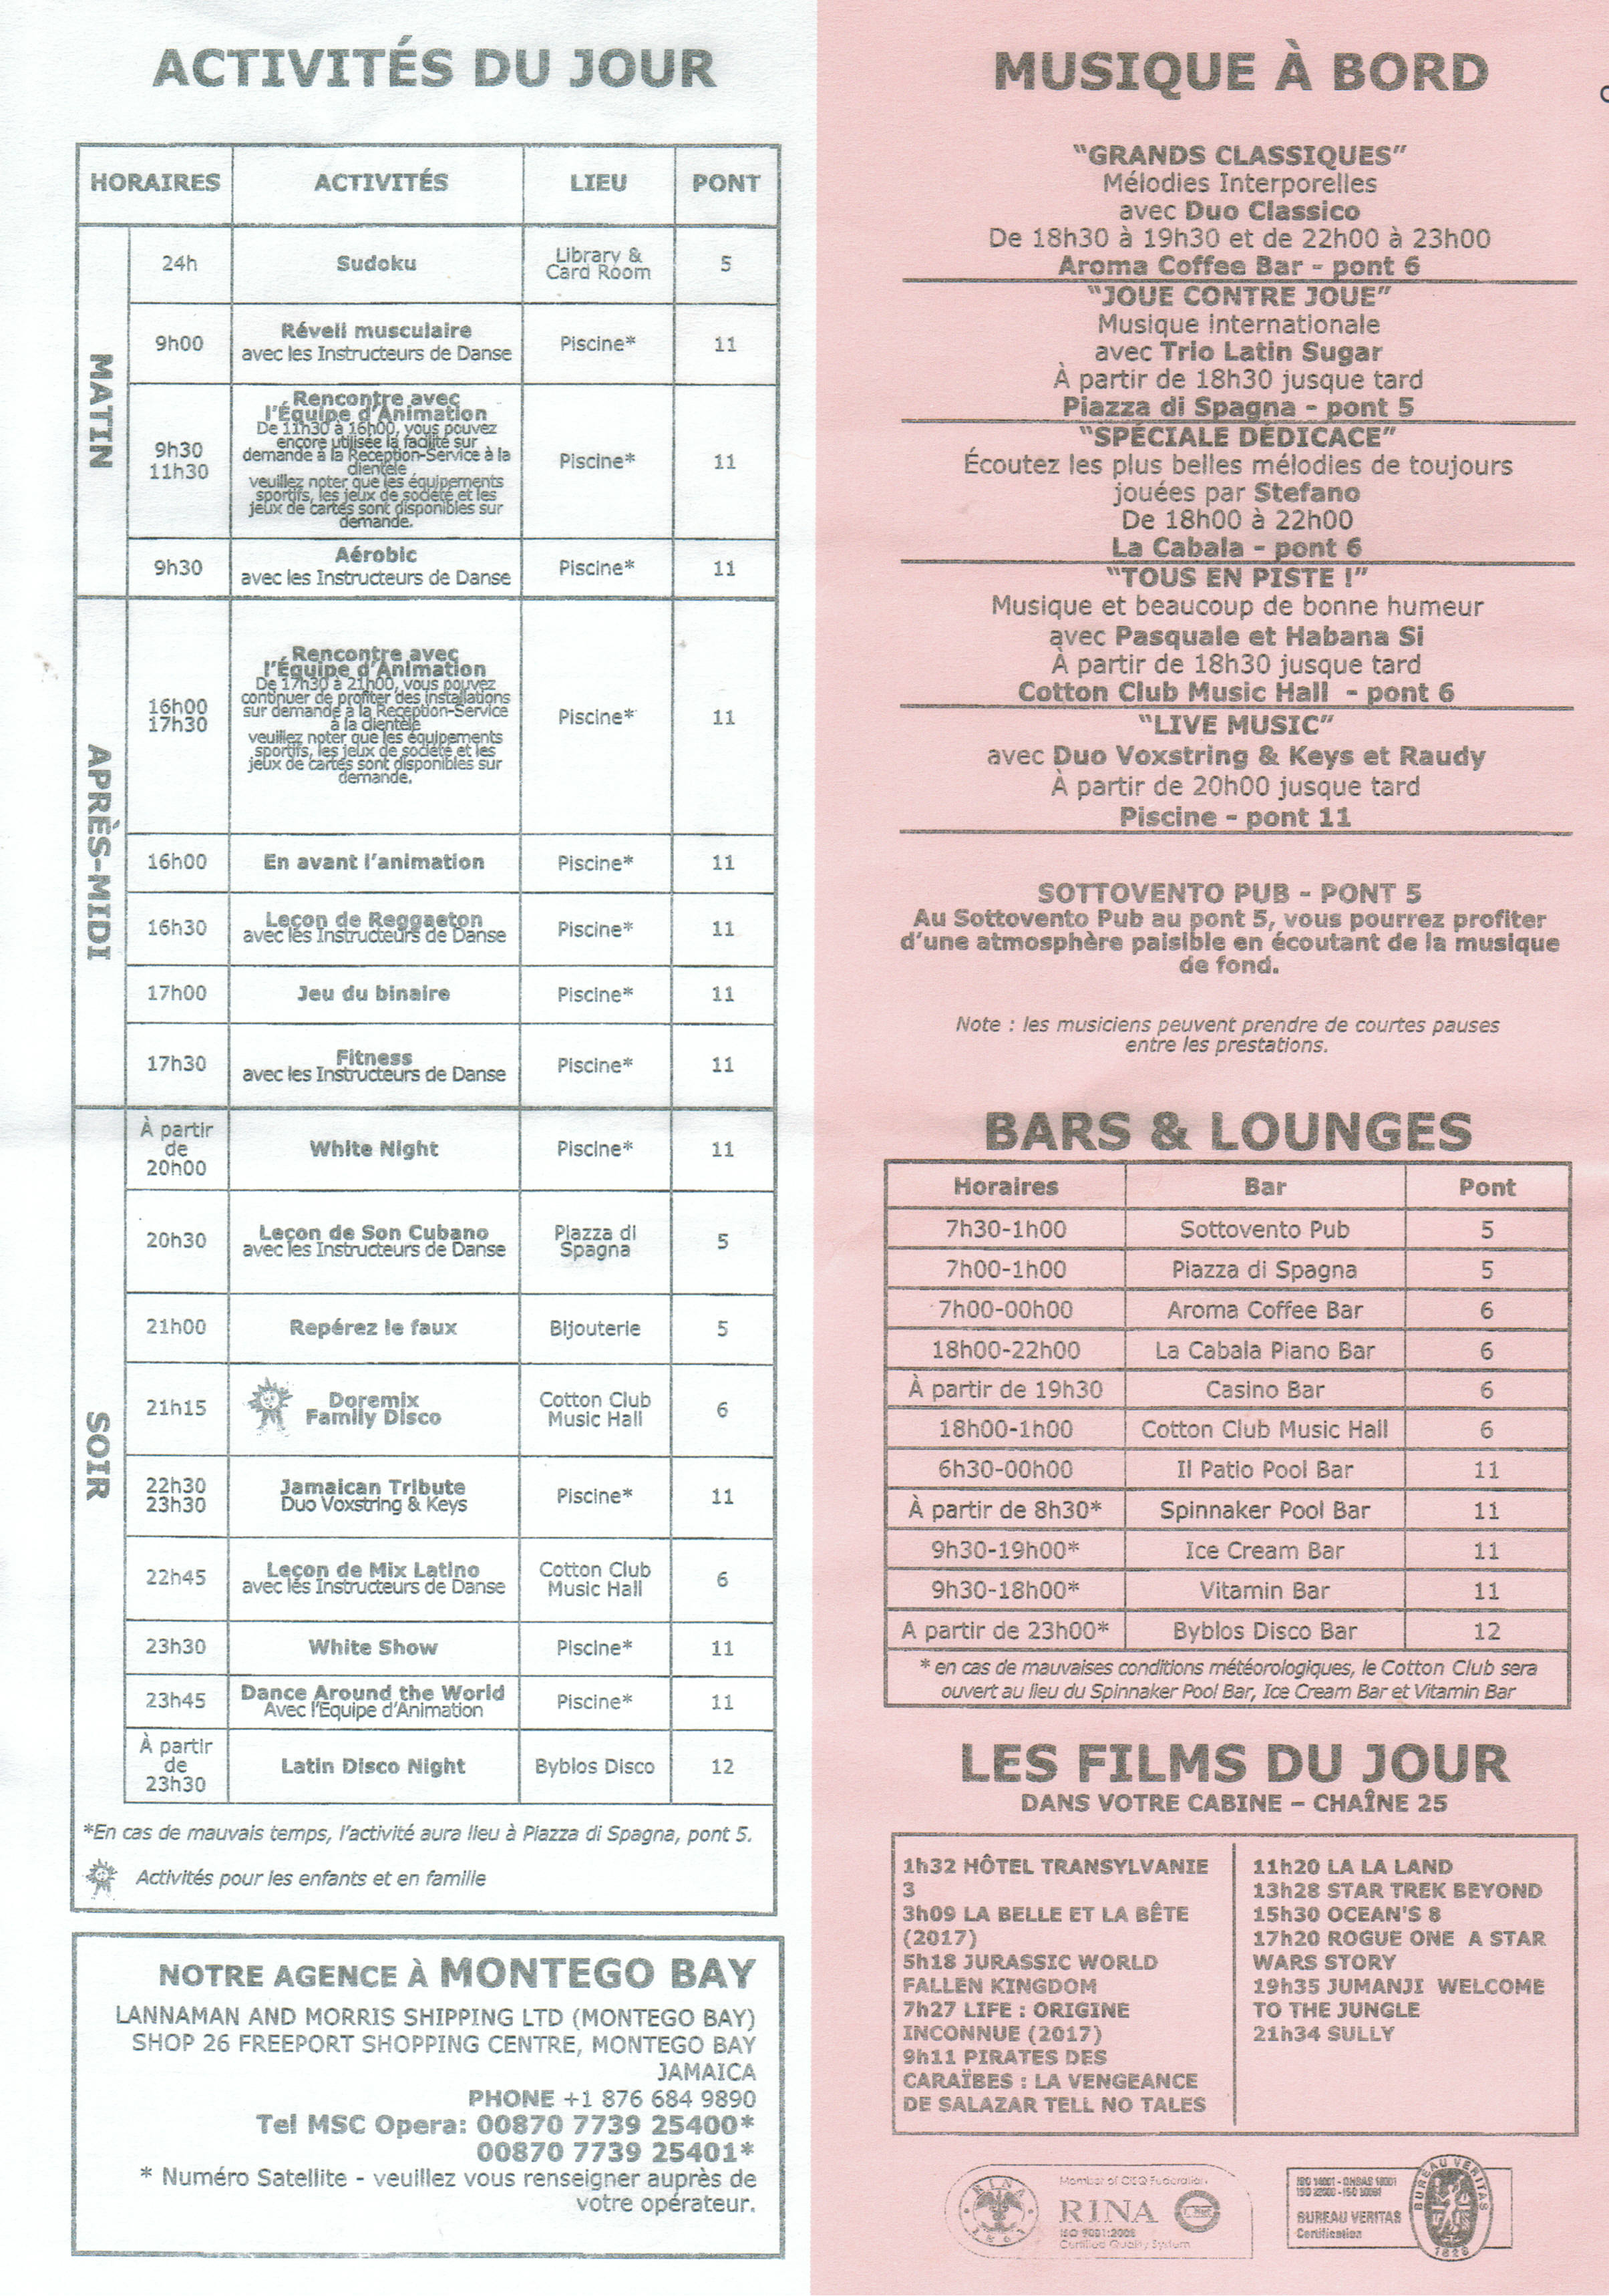 ACTIVITÉS DU JOUR
HORAIRES ACTIVITÉS LIEU PONT
MATIN
24h Sudoku Library & Card Room 5
9h00 Réveil musculaire Piscine* 11
avec les Instructeurs de Danse
9h30
11h30
Rencontre avec
l'Équipe d'Animation
De 11h30 à 16h00, vous pouvez
encore utilisée la facilité sur
demande à la Reception-Service à la
clientèle
veuillez noter que les équipements
sportifs, les jeux de société et les
jeux de cartes sont disponibles sur
demande.
Piscine* 11
9h30 Aérobic Piscine* 11
avec les Instructeurs de Danse
APRÈS-MIDI
16h00
17h30
Rencontre avec
l'Équipe d'Animation
De 17h30 à 21h00, vous pouvez
continuer de profiter des installations
sur demande à la Reception-Service
à la clientèle
veuillez noter que les équipements
sportifs, les jeux de société et les
jeux de cartes sont disponibles sur
demande.
Piscine* 11
16h00 En avant l'animation Piscine* 11
16h30 Leçon de Reggaeton Piscine* 11
avec les Instructeurs de Danse
17h00 Jeu du binaire Piscine* 11
17h30 Fitness Piscine* 11
avec les Instructeurs de Danse
SOIR
À partir
de
20h00
White Night Piscine* 11
20h30 Leçon de Son Cubano Piazza di Spagna 5
avec les Instructeurs de Danse
21h00 Repérez le faux Bijouterie 5
21h15 Doremix Cotton Club 6
Family Disco Music Hall
22h30 Jamaican Tribute Piscine* 11
23h30 Duo Voxstring & Keys
22h45 Leçon de Mix Latino Cotton Club 6
avec les Instructeurs de Danse Music Hall
23h30 White Show Piscine* 11
23h45 Dance Around the World Piscine* 11
Avec l'Equipe d'Animation
À partir
de
23h30
Latin Disco Night Byblos Disco 12
*En cas de mauvais temps, l'activité aura lieu à Piazza di Spagna, pont 5.
Activités pour les enfants et en famille
NOTRE AGENCE À MONTEGO BAY
LANNAMAN AND MORRIS SHIPPING LTD (MONTEGO BAY)
SHOP 26 FREEPORT SHOPPING CENTRE, MONTEGO BAY
JAMAICA
PHONE +1 876 684 9890
Tel MSC Opera: 00870 7739 25400*
00870 7739 25401*
* Numéro Satellite - veuillez vous renseigner auprès de
votre opérateur.
MUSIQUE À BORD
"GRANDS CLASSIQUES"
Mélodies Interporelles
avec Duo Classico
De 18h30 à 19h30 et de 22h00 à 23h00
Aroma Coffee Bar - pont 6
"JOUE CONTRE JOUE"
Musique internationale
avec Trio Latin Sugar
À partir de 18h30 jusque tard
Piazza di Spagna - pont 5
"SPÉCIALE DÉDICACE"
Écoutez les plus belles mélodies de toujours
jouées par Stefano
De 18h00 à 22h00
La Cabala - pont 6
"TOUS EN PISTE !"
Musique et beaucoup de bonne humeur
avec Pasquale et Habana Si
À partir de 18h30 jusque tard
Cotton Club Music Hall - pont 6
"LIVE MUSIC"
avec Duo Voxstring & Keys et Raudy
À partir de 20h00 jusque tard
Piscine - pont 11
SOTTOVENTO PUB - PONT 5
Au Sottovento Pub au pont 5, vous pourrez profiter
d'une atmosphère paisible en écoutant de la musique
de fond.
Note : les musiciens peuvent prendre de courtes pauses
entre les prestations.
BARS & LOUNGES
Horaires Bar Pont
7h30-1h00 Sottovento Pub 5
7h00-1h00 Piazza di Spagna 5
7h00-00h00 Aroma Coffee Bar 6
18h00-22h00 La Cabala Piano Bar 6
À partir de 19h30 Casino Bar 6
18h00-1h00 Cotton Club Music Hall 6
6h30-00h00 Il Patio Pool Bar 11
À partir de 8h30* Spinnaker Pool Bar 11
9h30-19h00* Ice Cream Bar 11
9h30-18h00* Vitamin Bar 11
A partir de 23h00* Byblos Disco Bar 12
* en cas de mauvaises conditions météorologiques, le Cotton Club sera
ouvert au lieu du Spinnaker Pool Bar, Ice Cream Bar et Vitamin Bar
LES FILMS DU JOUR
DANS VOTRE CABINE – CHAÎNE 25
1h32 HÔTEL TRANSYLVANIE
3
3h09 LA BELLE ET LA BÊTE
(2017)
5h18 JURASSIC WORLD
FALLEN KINGDOM
7h27 LIFE : ORIGINE
INCONNUE (2017)
9h11 PIRATES DES
CARAÏBES : LA VENGEANCE
DE SALAZAR TELL NO TALES
11h20 LA LA LAND
13h28 STAR TREK BEYOND
15h30 OCEAN'S 8
17h20 ROGUE ONE A STAR
WARS STORY
19h35 JUMANJI WELCOME
TO THE JUNGLE
21h34 SULLY
Member of CISQ Federation
RINA
ISO 9001:2008
Certified Quality System
BUREAU VERITAS
Certification
BUREAU VERITAS
1828